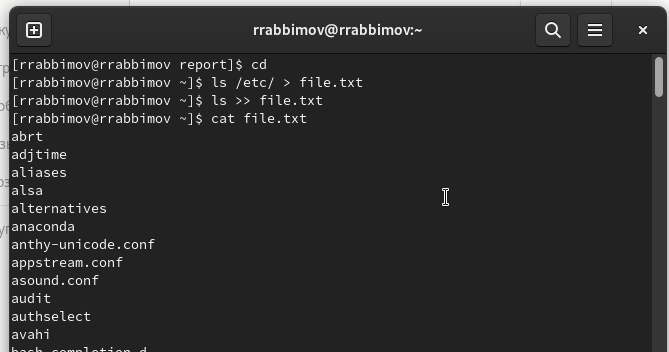 rrabbimov@rrabbimov:~
[rrabbimov@rrabbimov report]$ cd
[rrabbimov@rrabbimov ~]$ ls /etc/ > file.txt
[rrabbimov@rrabbimov ~]$ ls >> file.txt
[rrabbimov@rrabbimov ~]$ cat file.txt
abrt
adjtime
aliases
alsa
alternatives
anaconda
anthy-unicode.conf
appstream.conf
asound.conf
audit
authselect
avahi